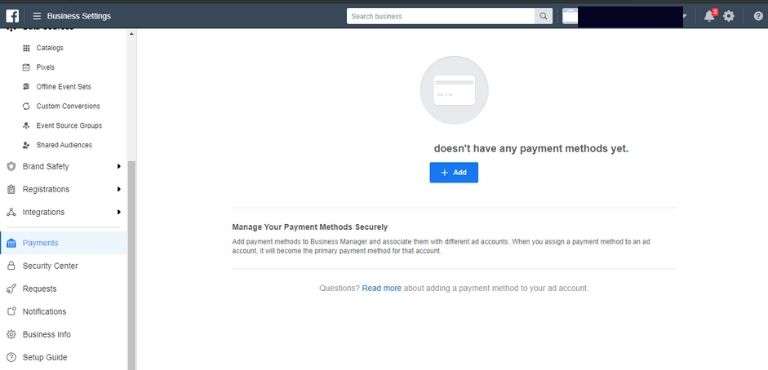 Business Settings
Search business
Catalogs
Pixels
Offline Event Sets
Custom Conversions
Event Source Groups
Shared Audiences
Brand Safety
Registrations
Integrations
Payments
Security Center
Requests
Notifications
Business Info
Setup Guide
doesn't have any payment methods yet.
+ Add
Manage Your Payment Methods Securely
Add payment methods to Business Manager and associate them with different ad accounts. When you assign a payment method to an ad
account, it will become the primary payment method for that account.
Questions? Read more about adding a payment method to your ad account.